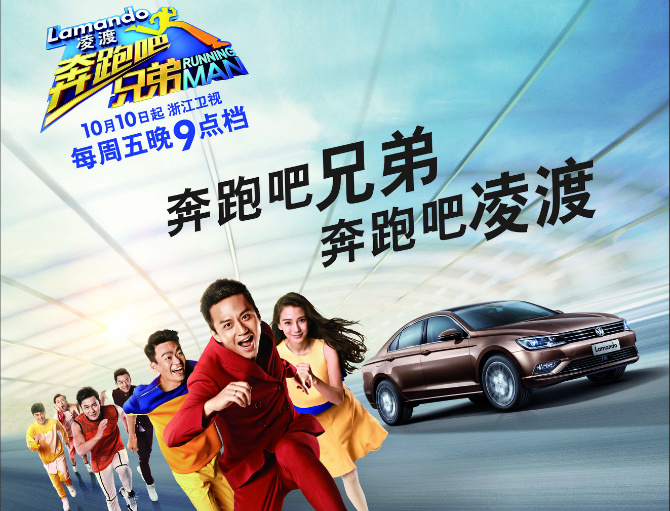 Lamando
凌渡
奔跑吧
兄弟
RUNNING
MAN
10月10日起 浙江卫视
每周五晚9点档
奔跑吧兄弟
奔跑吧凌渡
Lamando